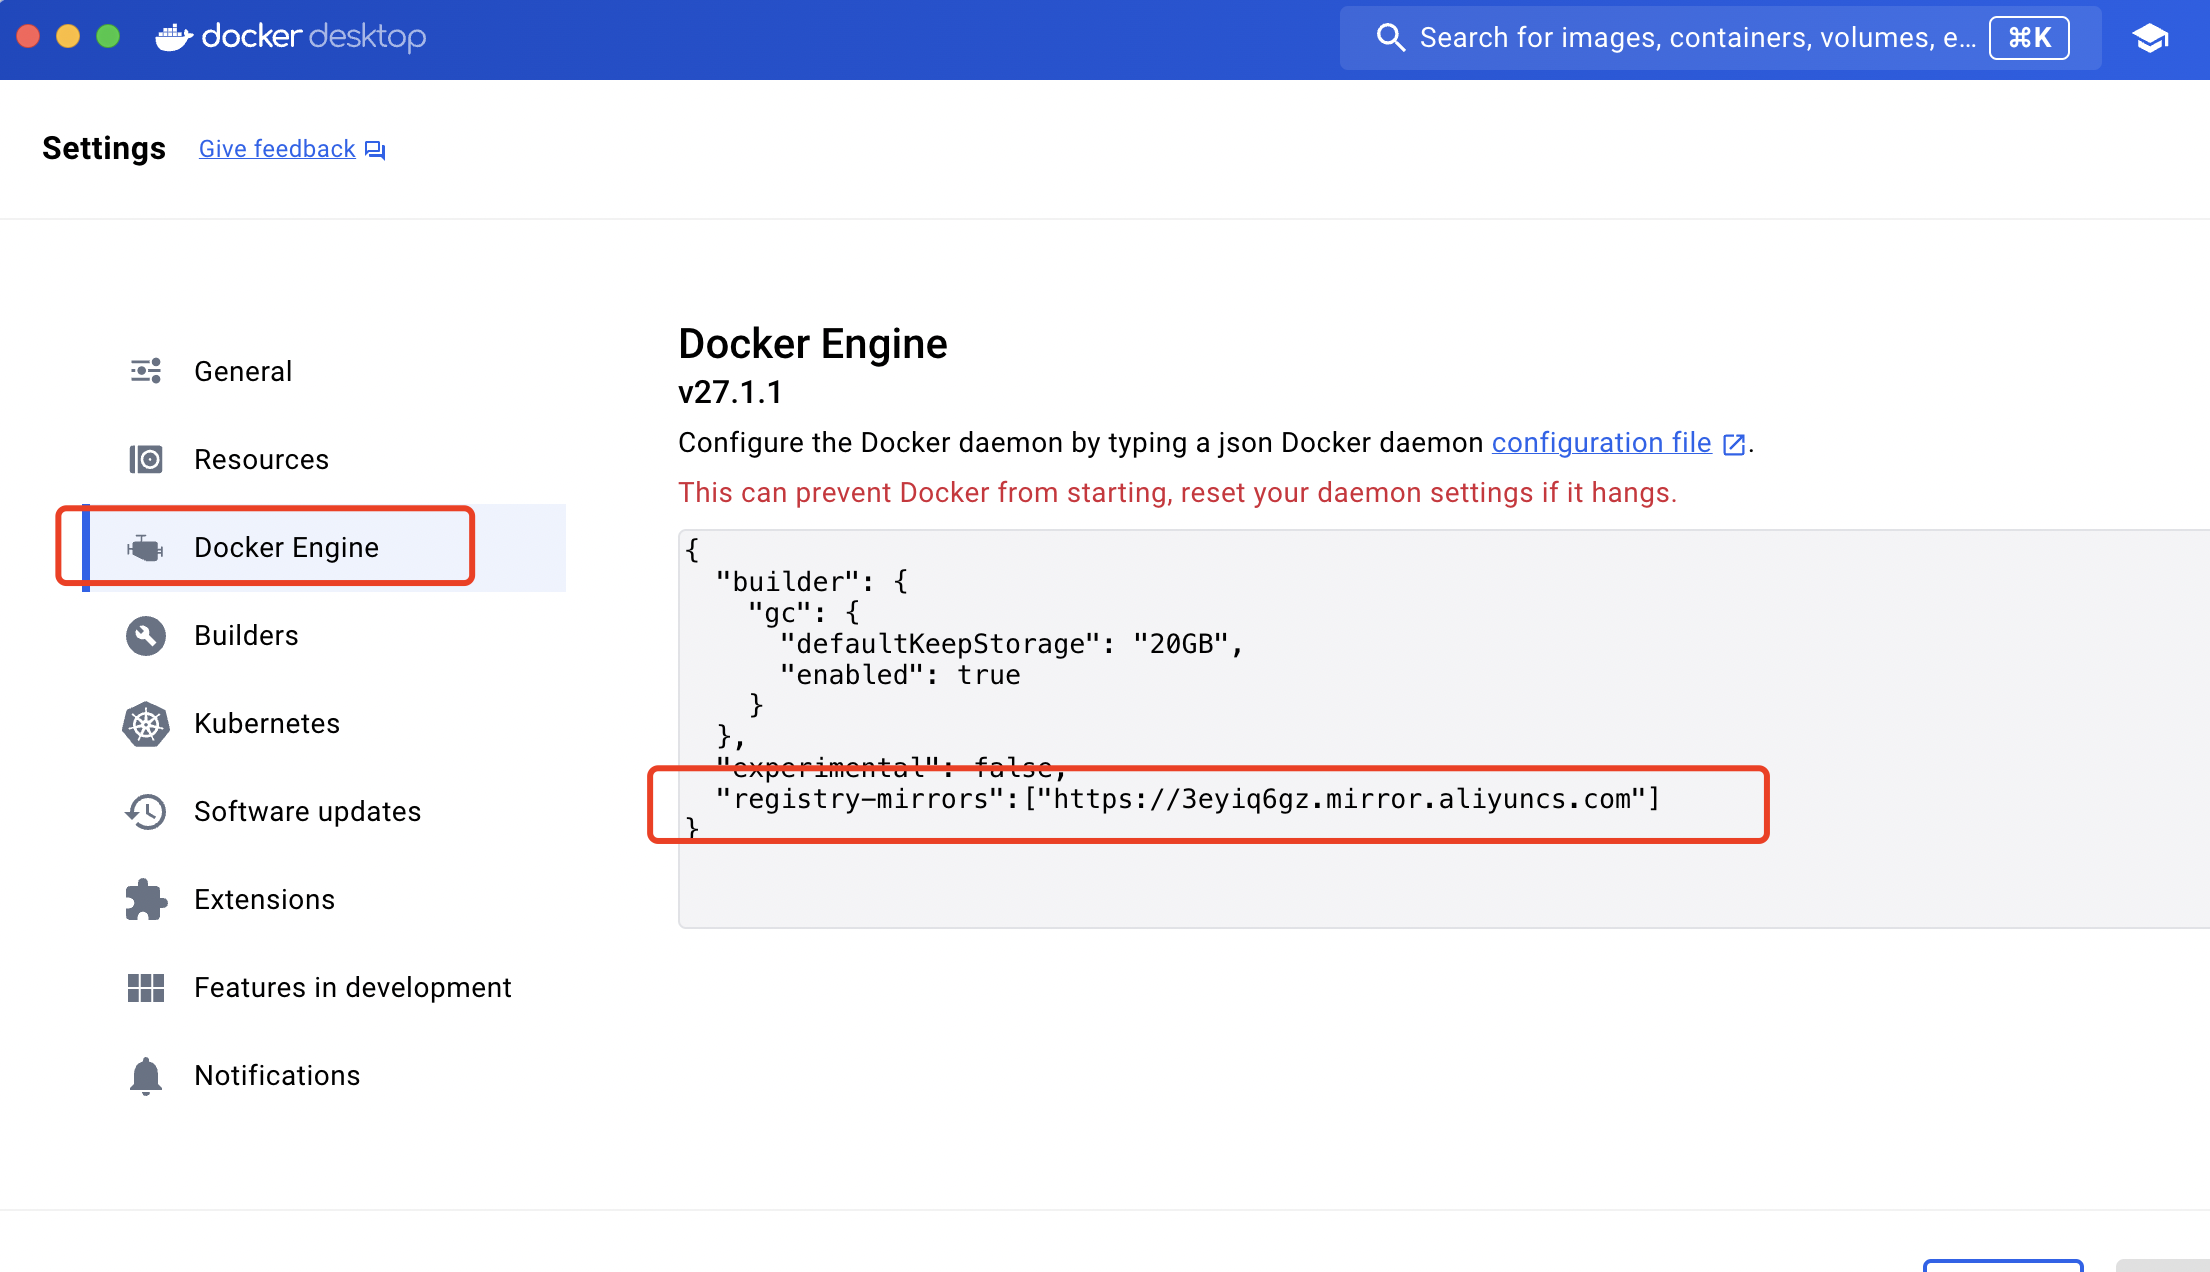 docker desktop
Search for images, containers, volumes, e...
⌘K
Settings
Give feedback
General
Resources
Docker Engine
Builders
Kubernetes
Software updates
Extensions
Features in development
Notifications
Docker Engine
v27.1.1
Configure the Docker daemon by typing a json Docker daemon configuration file.
This can prevent Docker from starting, reset your daemon settings if it hangs.
{
  "builder": {
    "gc": {
      "defaultKeepStorage": "20GB",
      "enabled": true
    }
  },
  "experimental": false,
  "registry-mirrors":["https://3eyiq6gz.mirror.aliyuncs.com"]
}